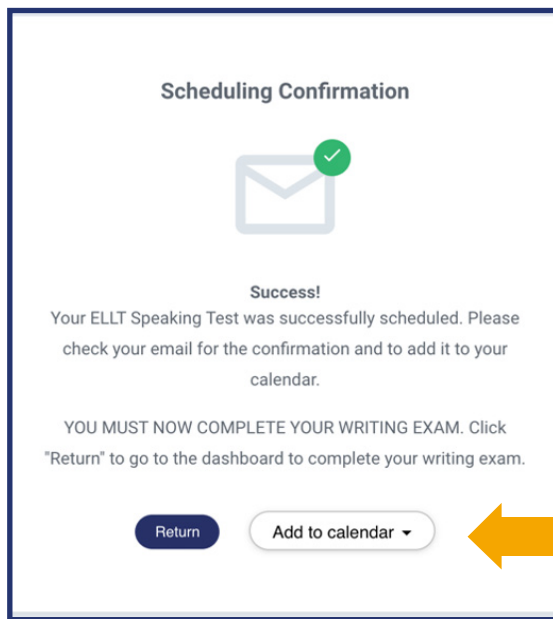 Scheduling Confirmation
Success!
Your ELLT Speaking Test was successfully scheduled. Please
check your email for the confirmation and to add it to your
calendar.
YOU MUST NOW COMPLETE YOUR WRITING EXAM. Click
"Return" to go to the dashboard to complete your writing exam.
Return
Add to calendar